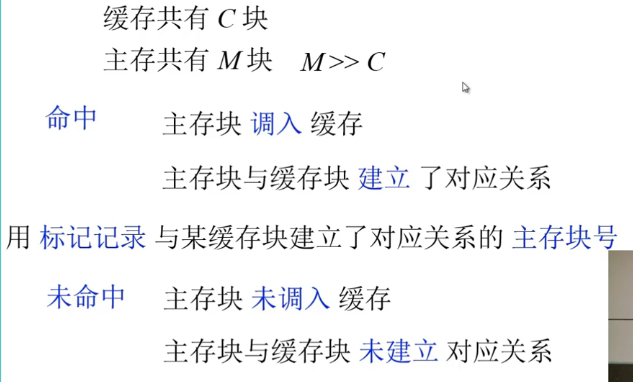 缓存共有 C 块
主存共有 M 块 M >> C
命中 主存块 调入 缓存
主存块与缓存块 建立 了对应关系
用 标记记录 与某缓存块建立了对应关系的 主存块号
未命中 主存块 未调入 缓存
主存块与缓存块 未建立 对应关系